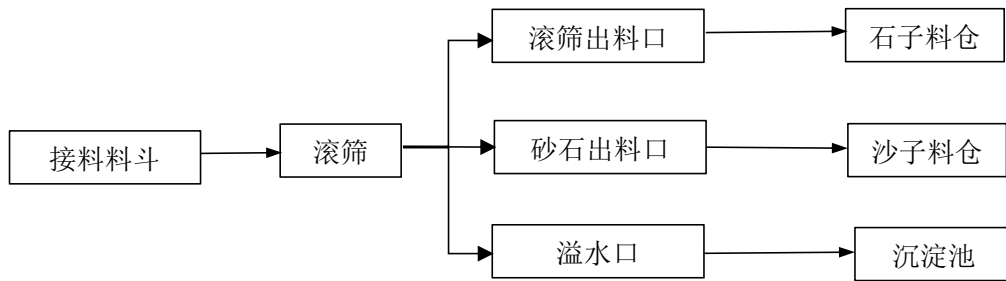 滚筛出料口
石子料仓
接料料斗
滚筛
砂石出料口
沙子料仓
溢水口
沉淀池